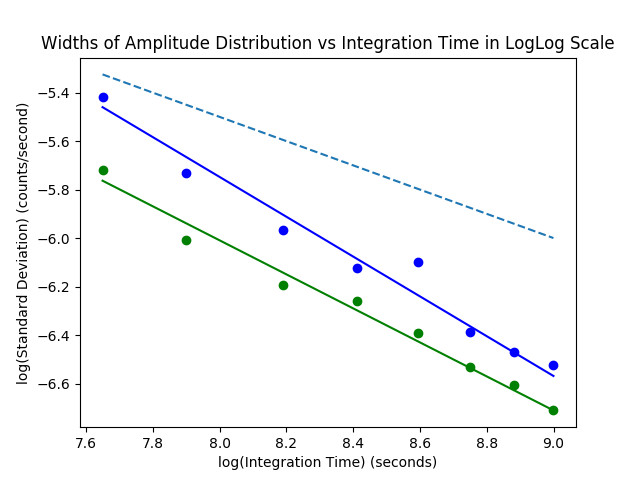 Widths of Amplitude Distribution vs Integration Time in LogLog Scale
log(Standard Deviation) (counts/second)
−5.4
−5.6
−5.8
−6.0
−6.2
−6.4
−6.6
7.6 7.8 8.0 8.2 8.4 8.6 8.8 9.0
log(Integration Time) (seconds)